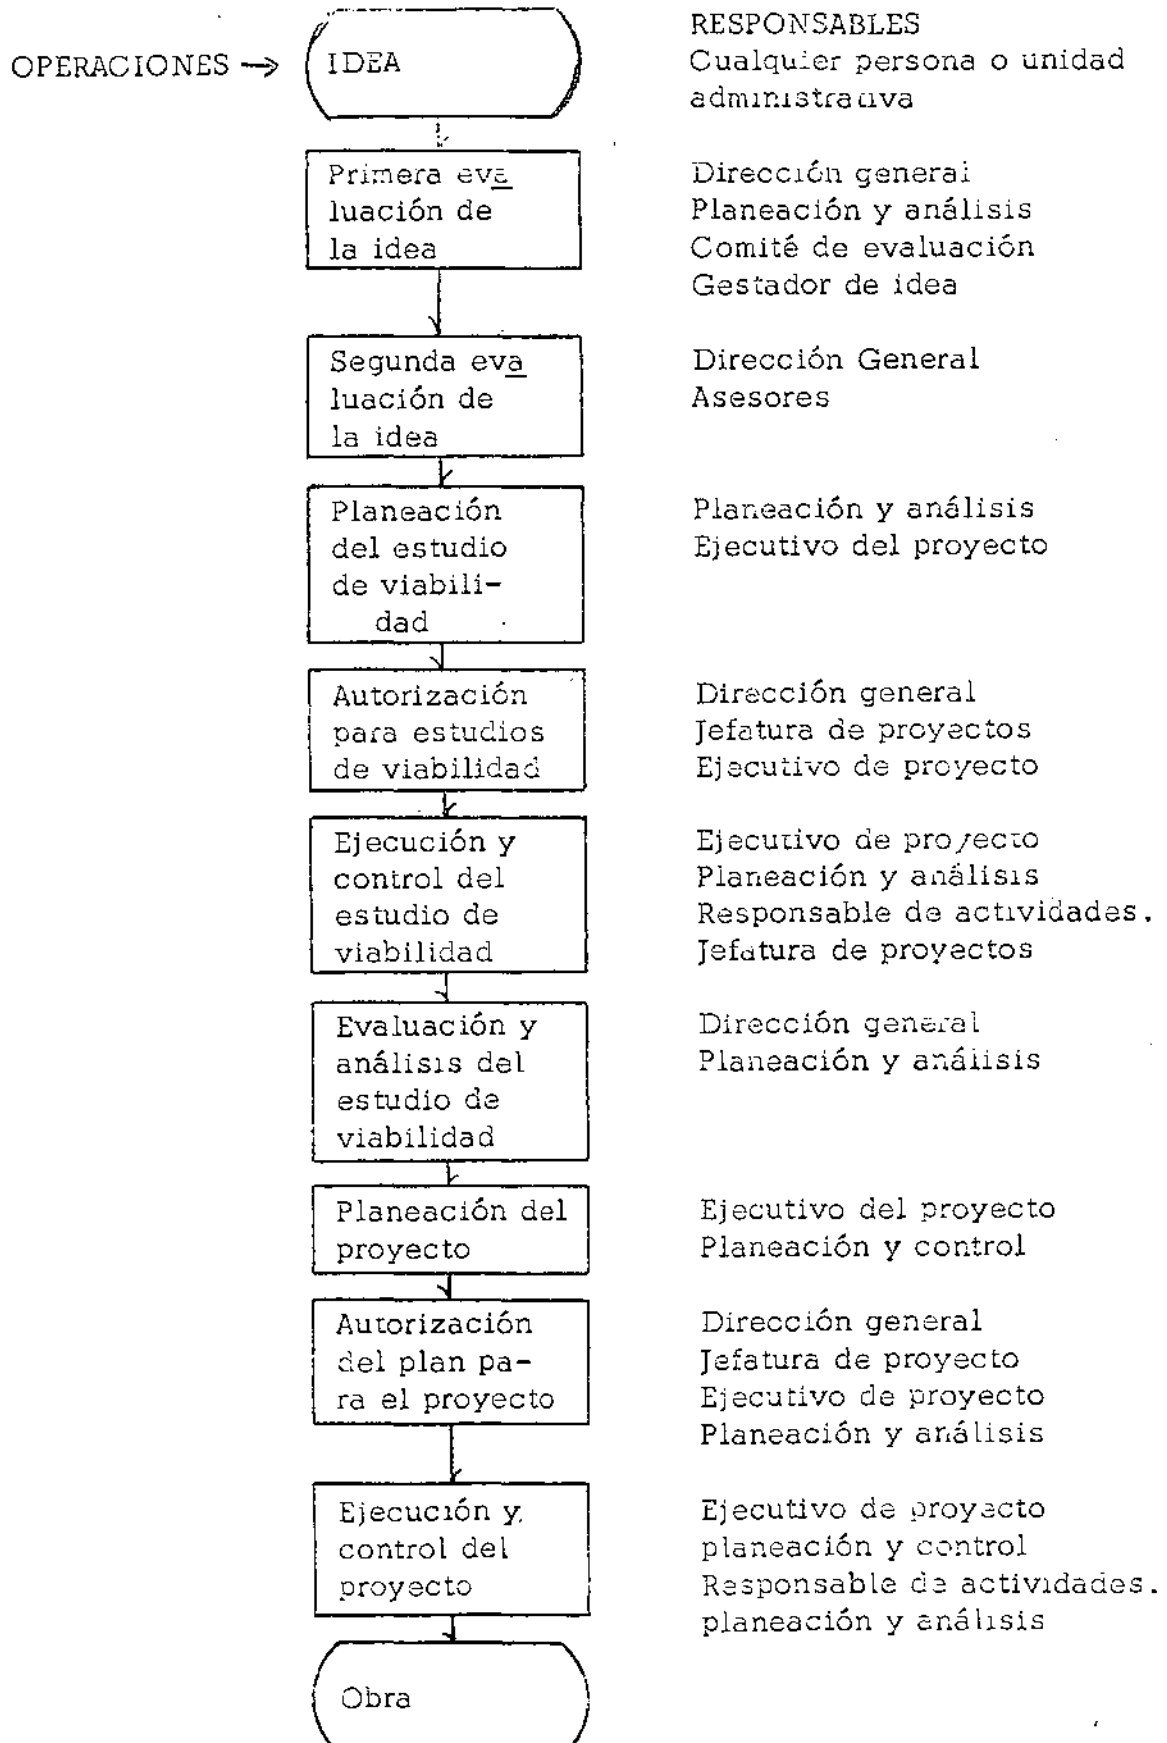 RESPONSABLES
OPERACIONES → IDEA
Cualquier persona o unidad
administrativa
Primera eva
luación de
la idea
Dirección general
Planeación y análisis
Comité de evaluación
Gestador de idea
Segunda eva
luación de
la idea
Dirección General
Asesores
Planeación
del estudio
de viabili-
dad
Planeación y análisis
Ejecutivo del proyecto
Autorización
para estudios
de viabilidad
Dirección general
Jefatura de proyectos
Ejecutivo de proyecto
Ejecución y
control del
estudio de
viabilidad
Ejecutivo de proyecto
Planeación y análisis
Responsable de actividades.
Jefatura de proyectos
Evaluación y
análisis del
estudio de
viabilidad
Dirección general
Planeación y análisis
Planeación del
proyecto
Ejecutivo del proyecto
Planeación y control
Autorización
del plan pa-
ra el proyecto
Dirección general
Jefatura de proyecto
Ejecutivo de proyecto
Planeación y análisis
Ejecución y
control del
proyecto
Ejecutivo de proyecto
planeación y control
Responsable de actividades.
planeación y análisis
Obra